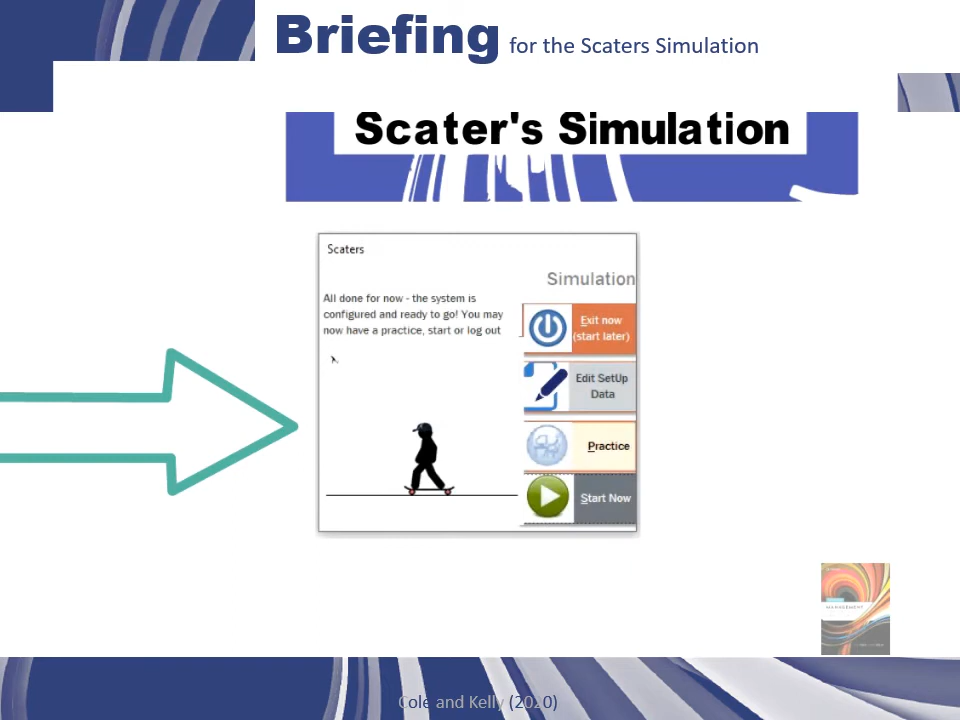 Briefing for the Scaters Simulation
Scater's Simulation
Scaters
Simulation
All done for now - the system is
configured and ready to go! You may
now have a practice, start or log out
Exit now
(start later)
Edit SetUp
Data
Practice
Start Now
MANAGEMENT
Cole and Kelly (2020)